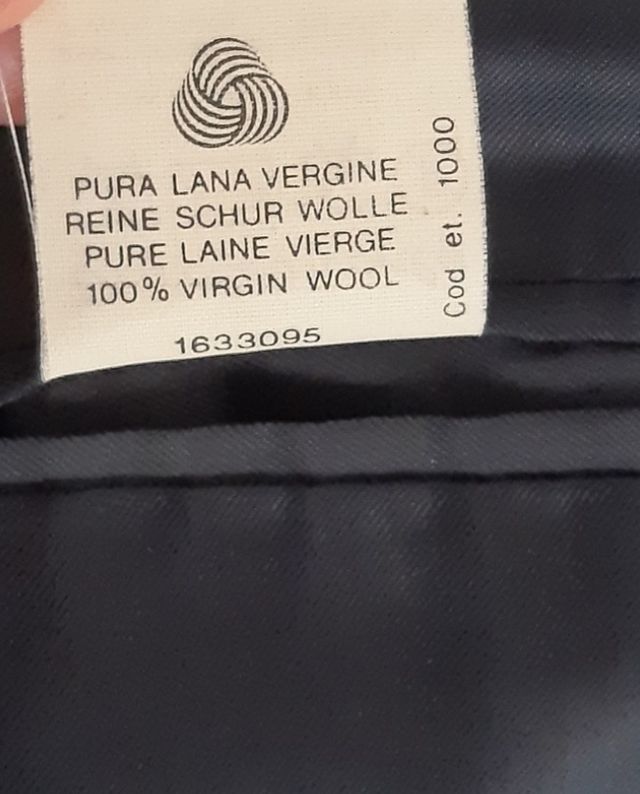 PURA LANA VERGINE
REINE SCHUR WOLLE
PURE LAINE VIERGE
100% VIRGIN WOOL
1633095
Cod et. 1000